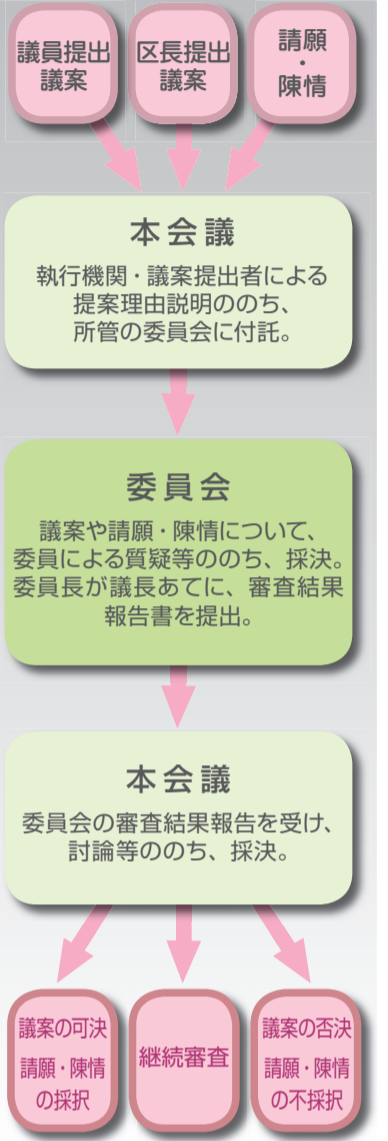 議員提出
議案
区長提出
議案
請願
・
陳情
本会議
執行機関・議案提出者による
提案理由説明ののち、
所管の委員会に付託。
委員会
議案や請願・陳情について、
委員による質疑等ののち、採決。
委員長が議長あてに、審査結果
報告書を提出。
本会議
委員会の審査結果報告を受け、
討論等ののち、採決。
議案の可決
請願・陳情
の採択
継続審査
議案の否決
請願・陳情
の不採択